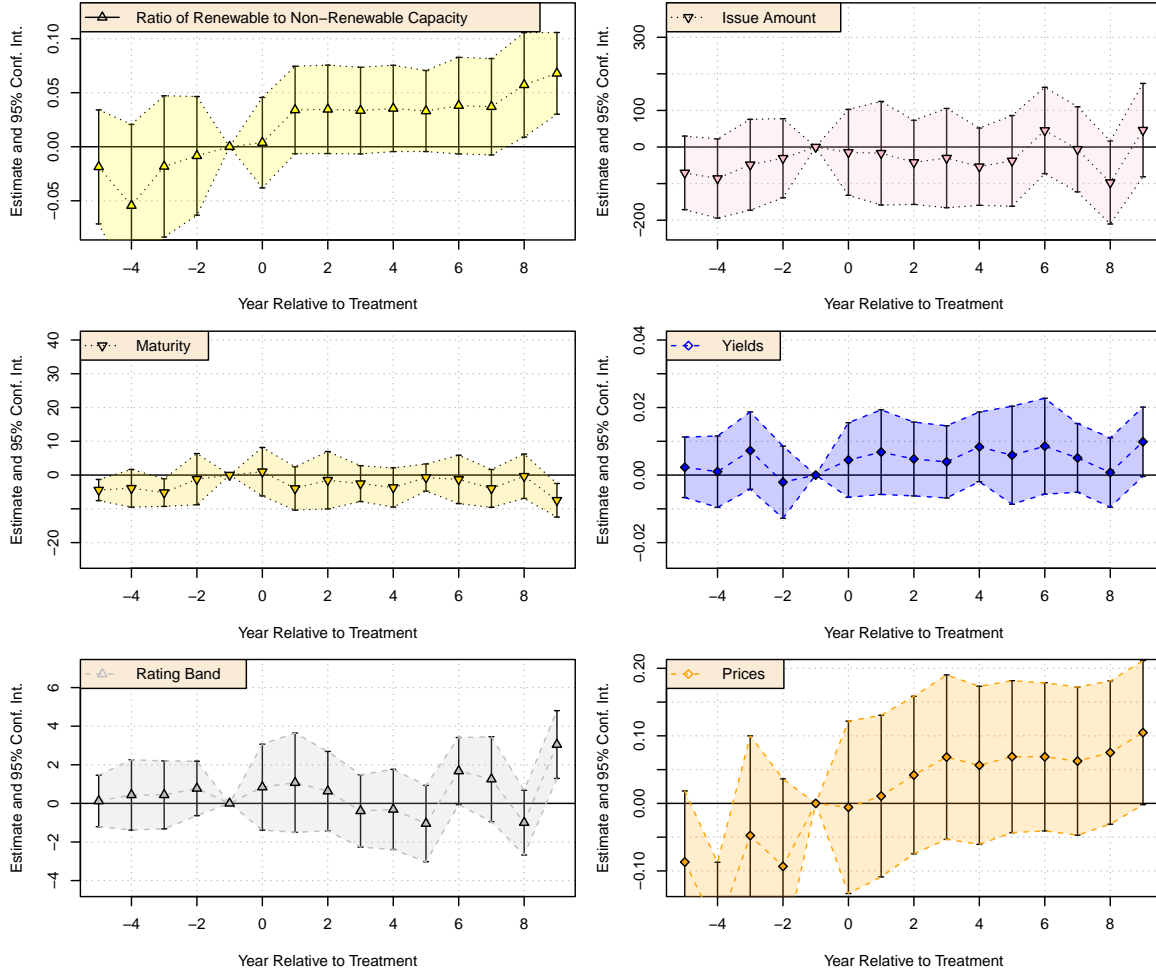 Ratio of Renewable to Non−Renewable Capacity
Estimate and 95% Conf. Int.
0.10
0.05
0.00
−0.05
−4 −2 0 2 4 6 8
Year Relative to Treatment
Issue Amount
Estimate and 95% Conf. Int.
300
100
0
−200
−4 −2 0 2 4 6 8
Year Relative to Treatment
Maturity
Estimate and 95% Conf. Int.
40
30
20
10
0
−20
−4 −2 0 2 4 6 8
Year Relative to Treatment
Yields
Estimate and 95% Conf. Int.
0.04
0.02
0.00
−0.02
−4 −2 0 2 4 6 8
Year Relative to Treatment
Rating Band
Estimate and 95% Conf. Int.
6
4
2
0
−2
−4
−4 −2 0 2 4 6 8
Year Relative to Treatment
Prices
Estimate and 95% Conf. Int.
0.20
0.10
0.00
−0.10
−4 −2 0 2 4 6 8
Year Relative to Treatment